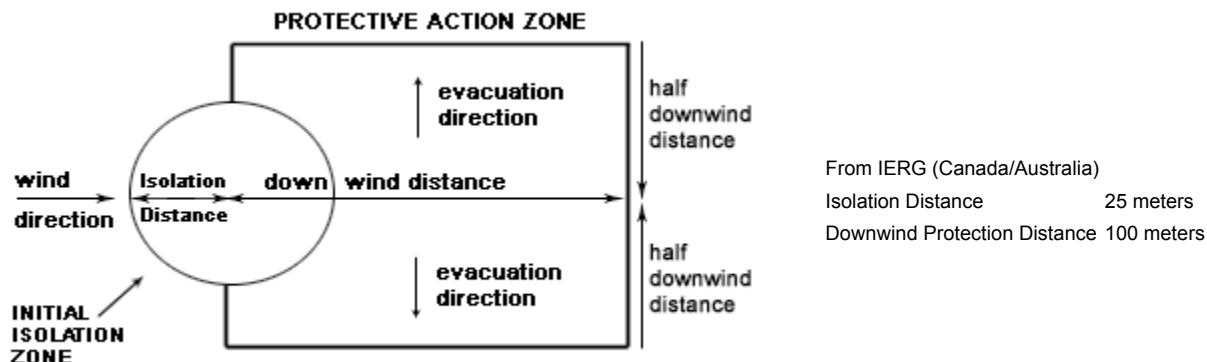 PROTECTIVE ACTION ZONE
evacuation
direction
half
downwind
distance
wind
direction
Isolation
Distance
down wind distance
evacuation
direction
half
downwind
distance
INITIAL
ISOLATION
ZONE
From IERG (Canada/Australia)
Isolation Distance 25 meters
Downwind Protection Distance 100 meters